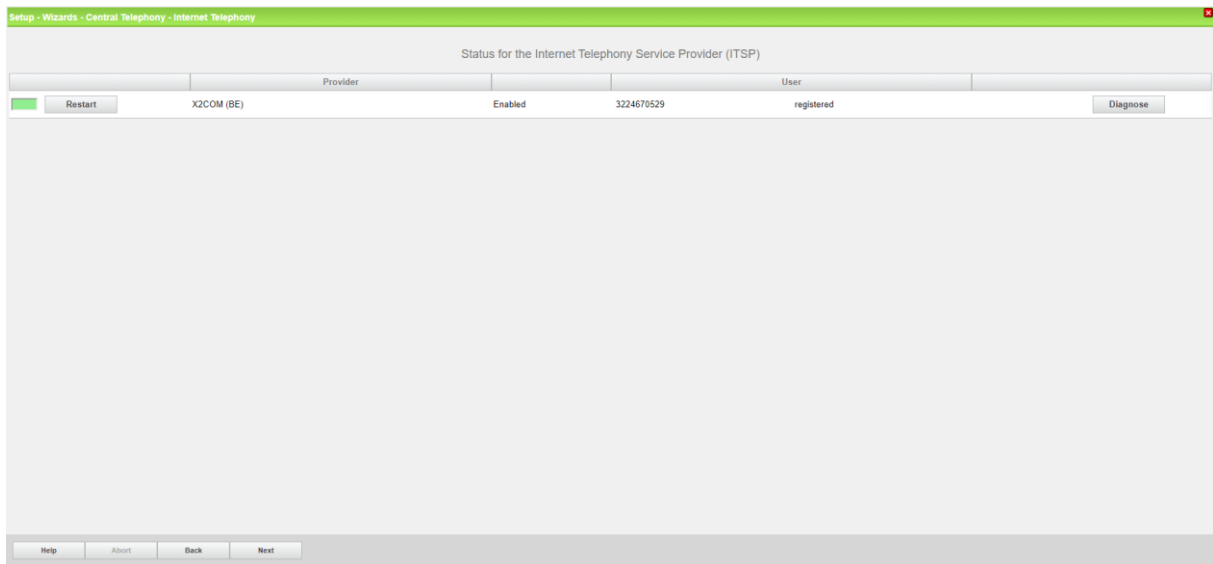 Setup - Wizards - Central Telephony - Internet Telephony
Status for the Internet Telephony Service Provider (ITSP)
Provider User
Restart X2COM (BE) Enabled 3224670529 registered Diagnose
Help Abort Back Next